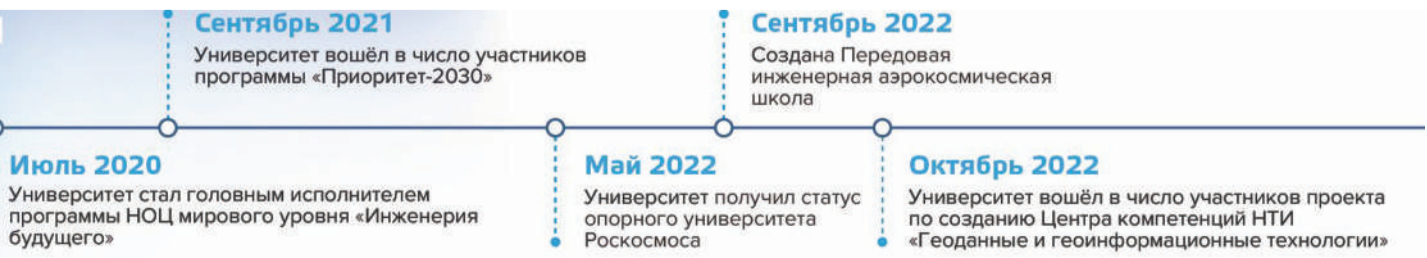 Сентябрь 2021
Университет вошёл в число участников
программы «Приоритет-2030»
Сентябрь 2022
Создана Передовая
инженерная аэрокосмическая
школа
Июль 2020
Университет стал головным исполнителем
программы НОЦ мирового уровня «Инженерия
будущего»
Май 2022
Университет получил статус
опорного университета
Роскосмоса
Октябрь 2022
Университет вошёл в число участников проекта
по созданию Центра компетенций НТИ
«Геоданные и геоинформационные технологии»